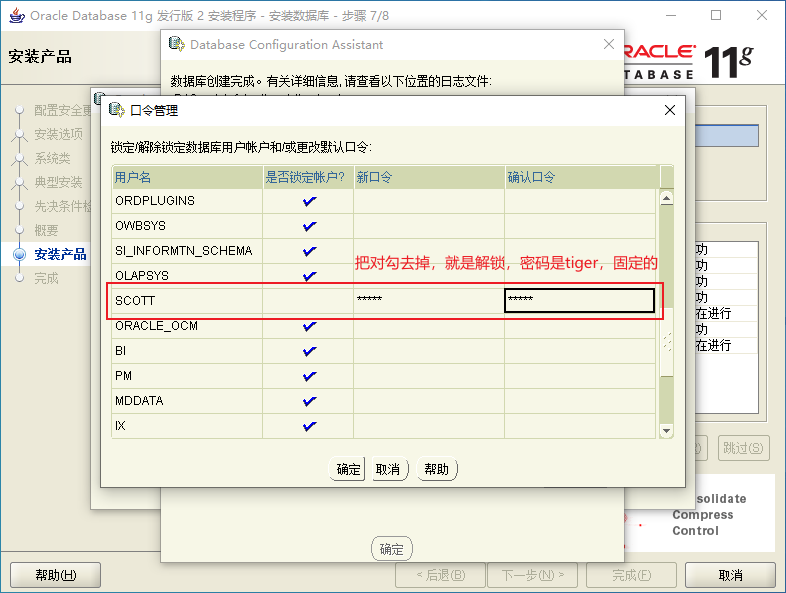 Oracle Database 11g 发行版 2 安装程序 - 安装数据库 - 步骤 7/8
安装产品
Database Configuration Assistant
RACLE
TABASE
11g
数据库创建完成。有关详细信息, 请查看以下位置的日志文件:
口令管理
锁定/解除锁定数据库用户帐户和/或更改默认口令:
用户名 是否锁定帐户? 新口令 确认口令
ORDPLUGINS
OWBSYS
SI_INFORMTN_SCHEMA
OLAPSYS
把对勾去掉，就是解锁，密码是tiger，固定的
SCOTT ***** *****
ORACLE_OCM
BI
PM
MDDATA
IX
确定 取消 帮助
配置安全更
安装选项
系统类
典型安装
先决条件检
概要
安装产品
完成
功
功
功
功
在进行
功
在进行
跳过(S)
solidate
Compress
Control
确定
帮助(H) < 后退(B) 下一步(N) > 完成(F) 取消